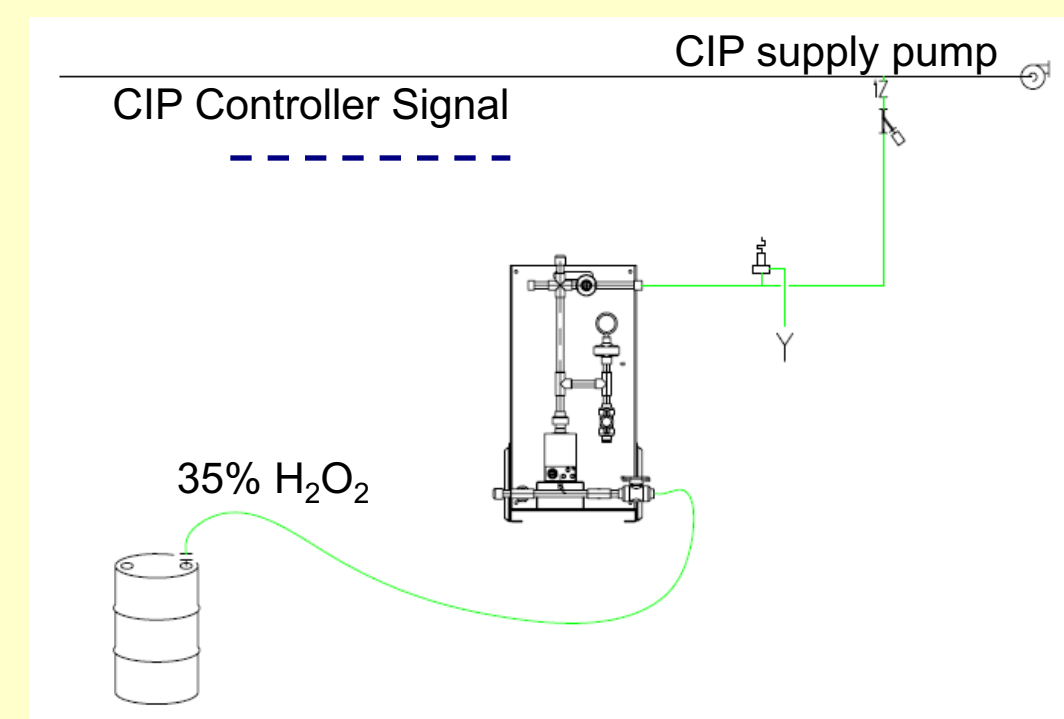 CIP supply pump
CIP Controller Signal
35% H₂O₂